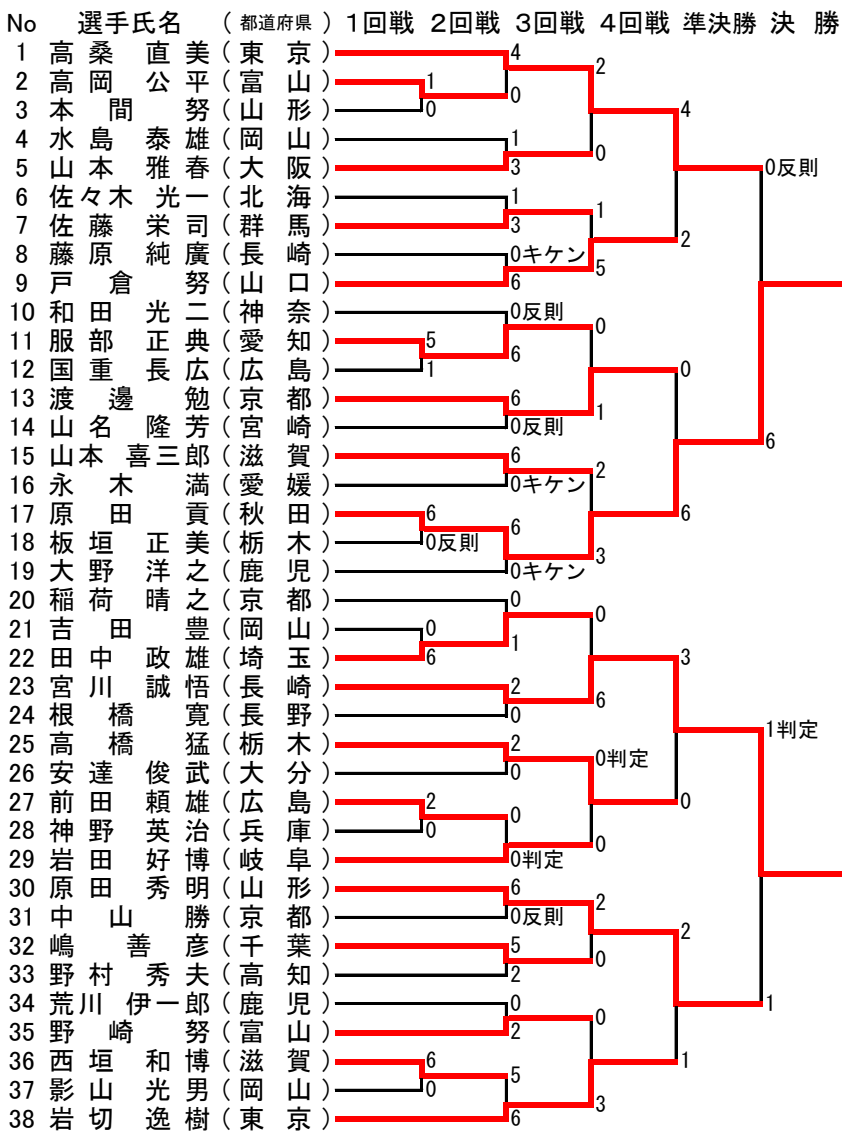 No 選手氏名 (都道府県) 1回戦 2回戦 3回戦 4回戦 準決勝 決勝
1 高桑 直美 (東京) 4
2
2 高岡 公平 (富山) 1
0
4
3 本間 努 (山形) 0
4 水島 泰雄 (岡山) 1
0
5 山本 雅春 (大阪) 3
0反則
6 佐々木 光一 (北海) 1
1
7 佐藤 栄司 (群馬) 3
2
8 藤原 純廣 (長崎) 0キケン
5
9 戸倉 努 (山口) 6
10 和田 光二 (神奈) 0反則
0
11 服部 正典 (愛知) 5
6
12 国重 長広 (広島) 1
0
13 渡邊 勉 (京都) 6
1
14 山名 隆芳 (宮崎) 0反則
6
15 山本 喜三郎 (滋賀) 6
2
16 永木 満 (愛媛) 0キケン
17 原田 貢 (秋田) 6
6
6
18 板垣 正美 (栃木) 0反則
3
19 大野 洋之 (鹿児) 0キケン
20 稲荷 晴之 (京都) 0
0
21 吉田 豊 (岡山) 0
1
22 田中 政雄 (埼玉) 6
3
23 宮川 誠悟 (長崎) 2
6
24 根橋 寛 (長野) 0
1判定
25 高橋 猛 (栃木) 2
0判定
26 安達 俊武 (大分) 0
27 前田 頼雄 (広島) 2
0
0
28 神野 英治 (兵庫) 0
0
29 岩田 好博 (岐阜) 0判定
30 原田 秀明 (山形) 6
2
31 中山 勝 (京都) 0反則
2
32 嶋 善彦 (千葉) 5
0
33 野村 秀夫 (高知) 2
34 荒川 伊一郎 (鹿児) 0
1
0
35 野崎 努 (富山) 2
36 西垣 和博 (滋賀) 6
5
1
37 影山 光男 (岡山) 0
3
38 岩切 逸樹 (東京) 6